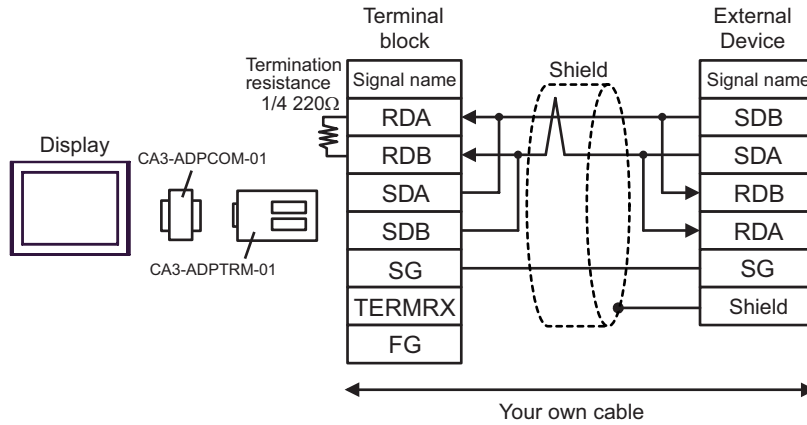 Terminal
block
External
Device
Termination
resistance
1/4 220Ω
Shield
Signal name
Signal name
RDA
SDB
Display
CA3-ADPCOM-01
RDB
SDA
SDA
RDB
SDB
RDA
CA3-ADPTRM-01
SG
SG
TERMRX
Shield
FG
Your own cable